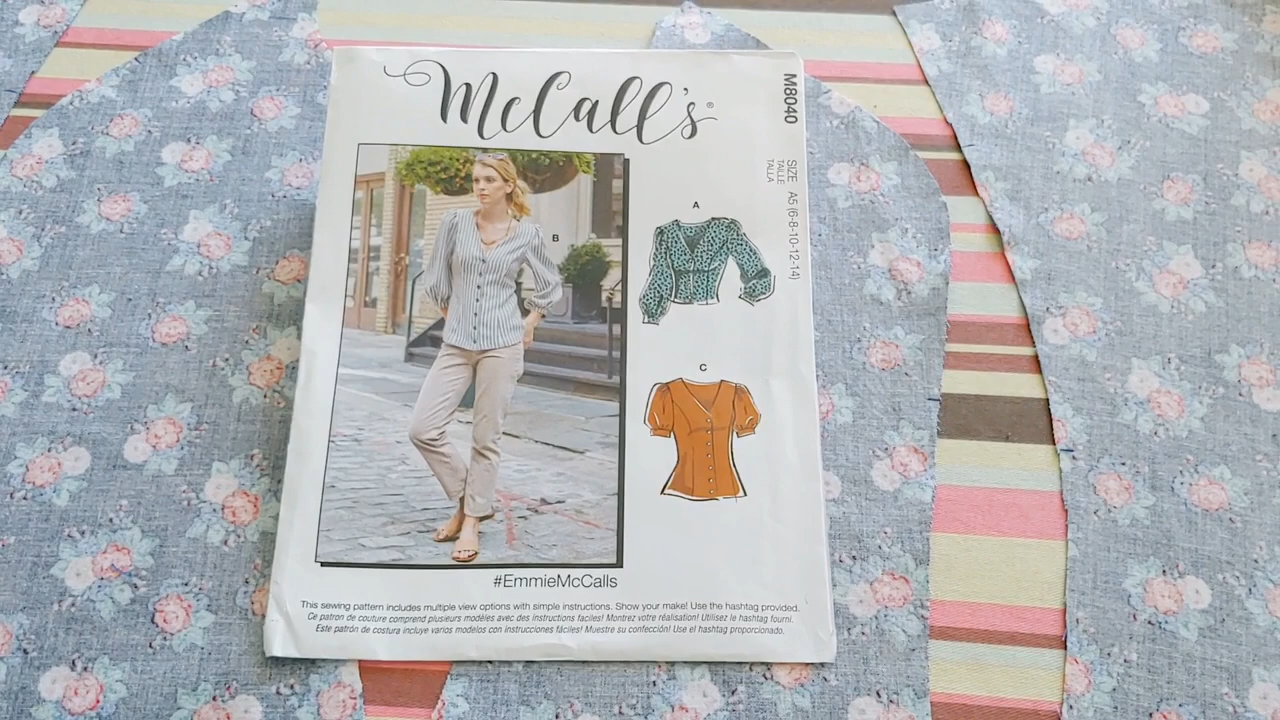 McCall's®
M8040
SIZE A5 (6-8-10-12-14)
TAILLE
TALLA
A
B
C
#EmmieMcCalls
This sewing pattern includes multiple view options with simple instructions. Show your make! Use the hashtag provided.
Ce patron de couture comprend plusieurs modèles avec des instructions faciles! Montrez votre réalisation! Utilisez le hashtag fourni.
Este patrón de costura incluye varios modelos con instrucciones fáciles! Muestre su confección! Use el hashtag proporcionado.